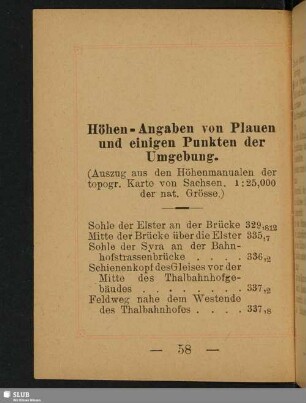 Höhen-Angaben von Plauen
und einigen Punkten der
Umgebung.
(Auszug aus den Höhenmanualen der
topogr. Karte von Sachsen, 1:25,000
der nat. Grösse.)
Sohle der Elster an der Brücke 329,812
Mitte der Brücke über die Elster 335,7
Sohle der Syra an der Bahn-
hofstrassenbrücke . . . . 336,2
Schienenkopf des Gleises vor der
Mitte des Thalbahnhofge-
bäudes . . . . . . . . 337,2
Feldweg nahe dem Westende
des Thalbahnhofes . . . . 337,8
— 58 —
SLUB